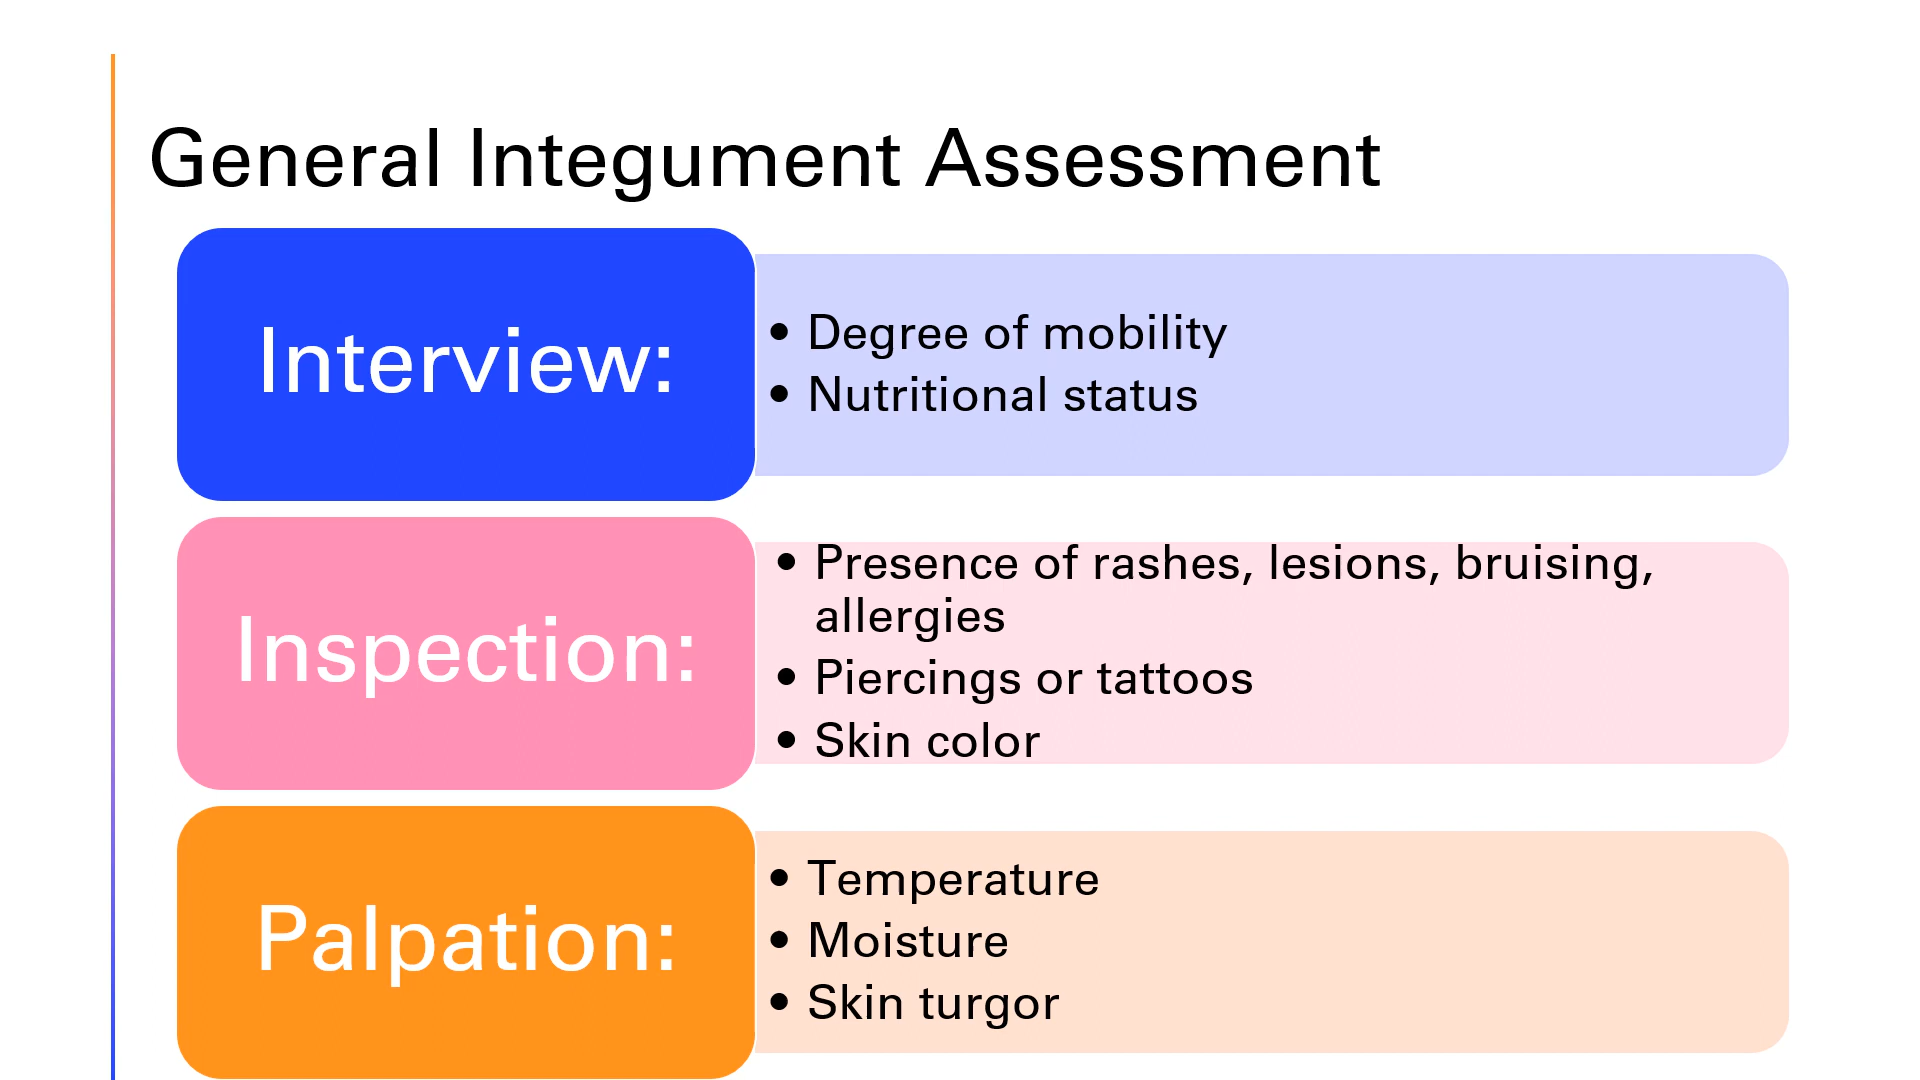 General Integument Assessment
Interview:
• Degree of mobility
• Nutritional status
Inspection:
• Presence of rashes, lesions, bruising,
allergies
• Piercings or tattoos
• Skin color
Palpation:
• Temperature
• Moisture
• Skin turgor